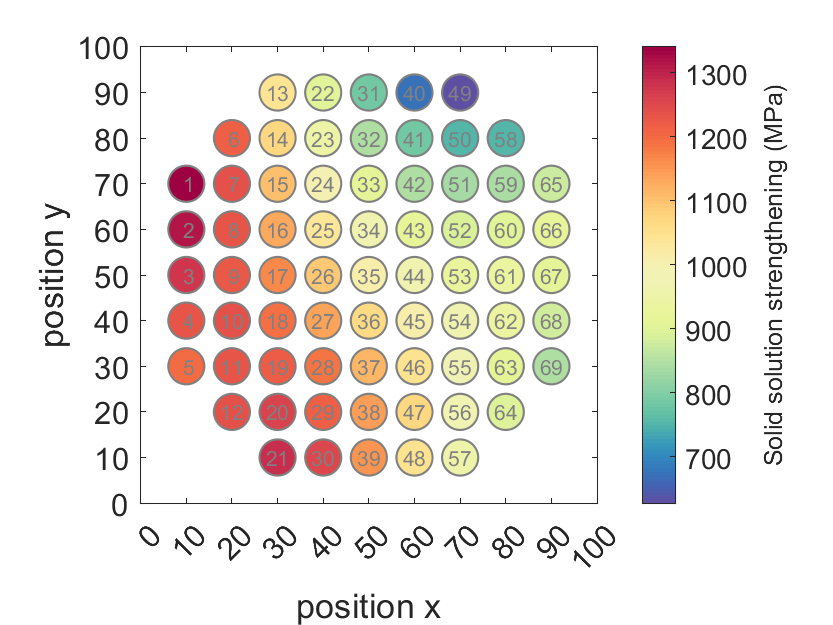 100
90
80
70
60
50
40
30
20
10
0
13 22 31 40 49
6 14 23 32 41 50 58
1 7 15 24 33 42 51 59 65
2 8 16 25 34 43 52 60 66
3 9 17 26 35 44 53 61 67
4 10 18 27 36 45 54 62 68
5 11 19 28 37 46 55 63 69
12 20 29 38 47 56 64
21 30 39 48 57
0 10 20 30 40 50 60 70 80 90 100
position x
position y
1300
1200
1100
1000
900
800
700
Solid solution strengthening (MPa)